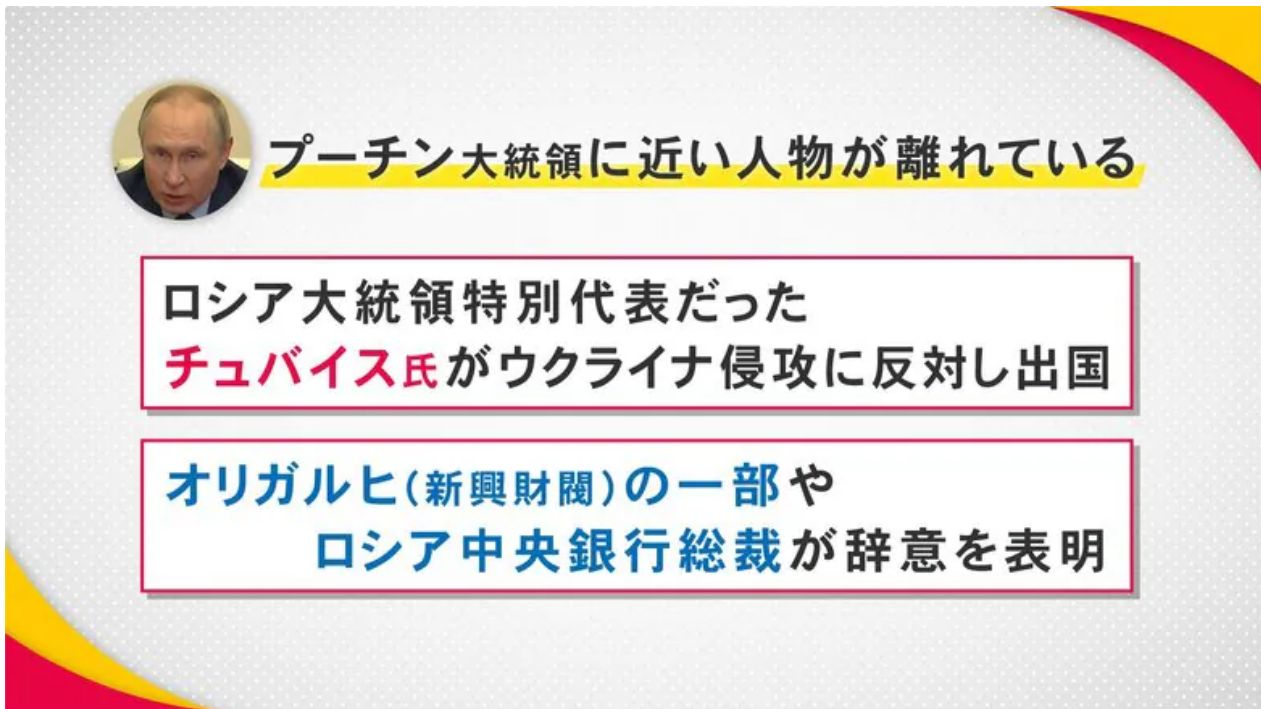 プーチン大統領に近い人物が離れている
ロシア大統領特別代表だった
チュバイス氏がウクライナ侵攻に反対し出国
オリガルヒ(新興財閥)の一部や
ロシア中央銀行総裁が辞意を表明